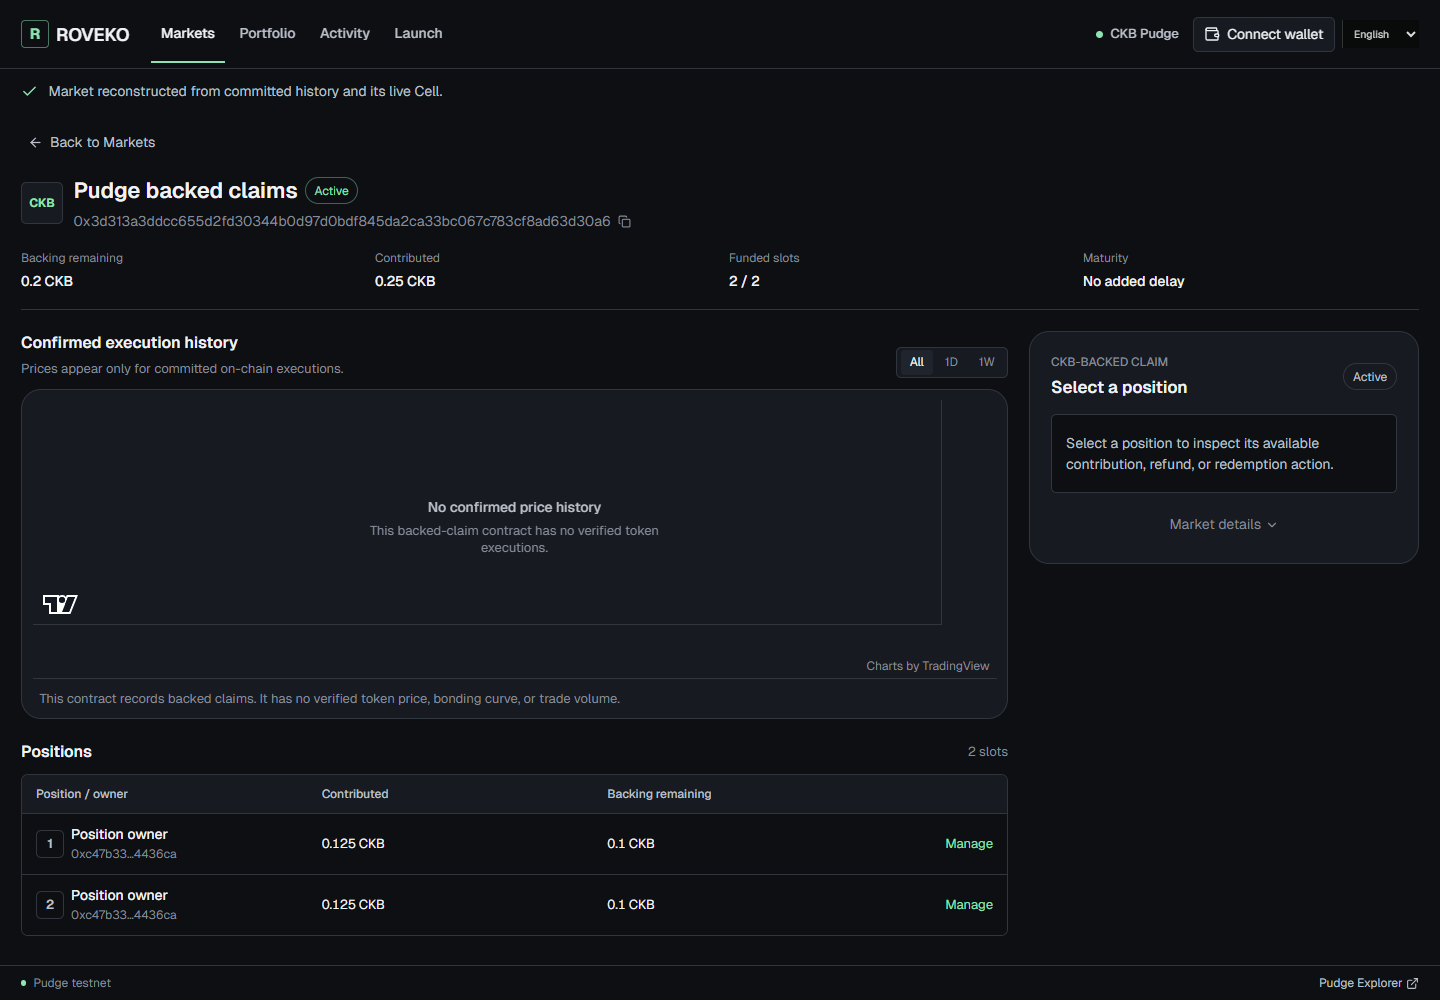 R ROVEKO
Markets
Portfolio
Activity
Launch
CKB Pudge
Connect wallet
English
Market reconstructed from committed history and its live Cell.
Back to Markets
CKB
Pudge backed claims
Active
0x3d313a3ddcc655d2fd30344b0d97d0bdf845da2ca33bc067c783cf8ad63d30a6
Backing remaining
0.2 CKB
Contributed
0.25 CKB
Funded slots
2 / 2
Maturity
No added delay
Confirmed execution history
Prices appear only for committed on-chain executions.
All
1D
1W
No confirmed price history
This backed-claim contract has no verified token
executions.
Charts by TradingView
This contract records backed claims. It has no verified token price, bonding curve, or trade volume.
CKB-BACKED CLAIM
Select a position
Active
Select a position to inspect its available
contribution, refund, or redemption action.
Market details
Positions
2 slots
Position / owner
Contributed
Backing remaining
1
Position owner
0xc47b33…4436ca
0.125 CKB
0.1 CKB
Manage
2
Position owner
0xc47b33…4436ca
0.125 CKB
0.1 CKB
Manage
Pudge testnet
Pudge Explorer